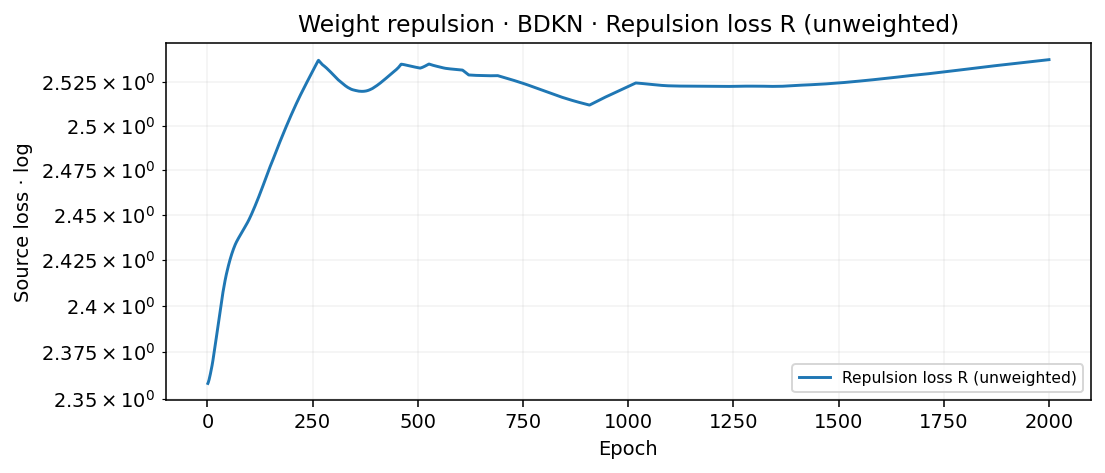 Weight repulsion · BDKN · Repulsion loss R (unweighted)
Source loss · log
2.525 × 10⁰
2.5 × 10⁰
2.475 × 10⁰
2.45 × 10⁰
2.425 × 10⁰
2.4 × 10⁰
2.375 × 10⁰
2.35 × 10⁰
Repulsion loss R (unweighted)
0 250 500 750 1000 1250 1500 1750 2000
Epoch